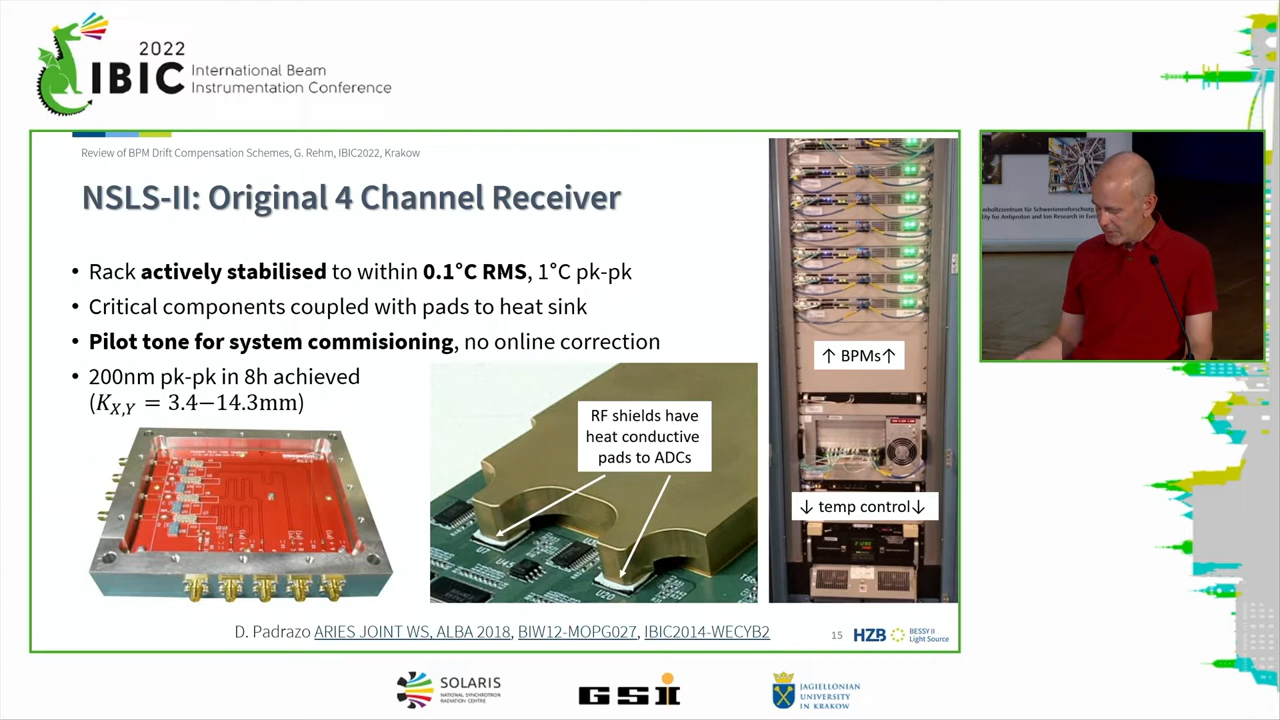 2022
IBIC
International Beam
Instrumentation Conference
Review of BPM Drift Compensation Schemes, G. Rehm, IBIC2022, Krakow
NSLS-II: Original 4 Channel Receiver
• Rack actively stabilised to within 0.1°C RMS, 1°C pk-pk
• Critical components coupled with pads to heat sink
• Pilot tone for system commisioning, no online correction
• 200nm pk-pk in 8h achieved
(K_X,Y = 3.4−14.3mm)
RF shields have
heat conductive
pads to ADCs
U7
U45
U20
↑ BPMs↑
↓ temp control↓
D. Padrazo ARIES JOINT WS, ALBA 2018, BIW12-MOPG027, IBIC2014-WECYB2
15
HZB
BESSY II
Light Source
SOLARIS
NATIONAL SYNCHROTRON
RADIATION CENTRE
GSI
JAGIELLONIAN
UNIVERSITY
IN KRAKOW